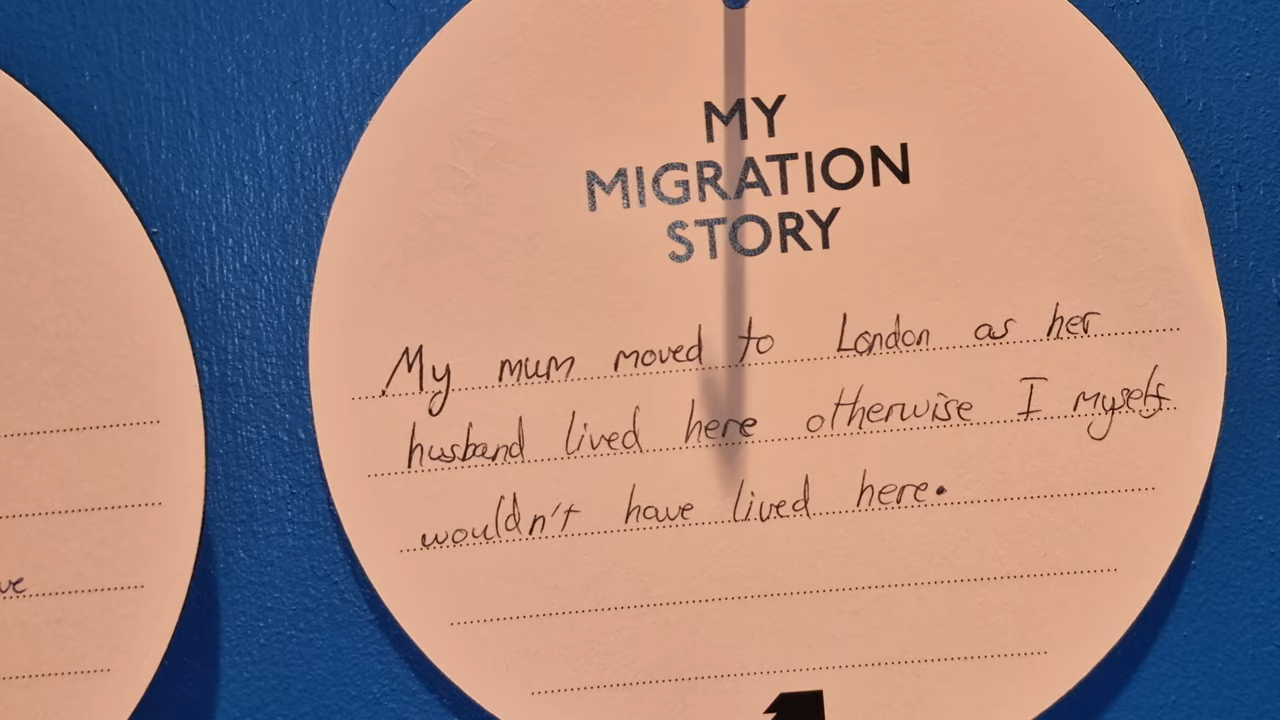 MY
MIGRATION
STORY
My mum moved to London as her
husband lived here otherwise I myself
wouldn't have lived here.